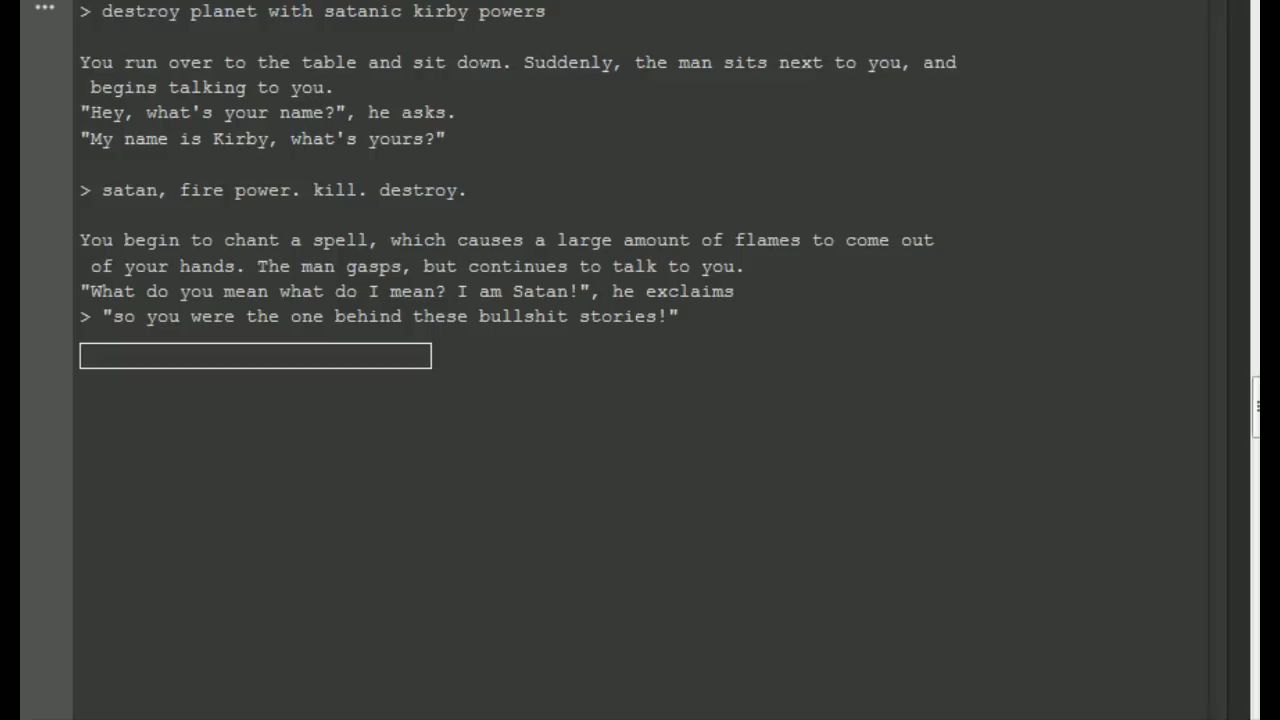 > destroy planet with satanic kirby powers
You run over to the table and sit down. Suddenly, the man sits next to you, and
begins talking to you.
"Hey, what's your name?", he asks.
"My name is Kirby, what's yours?"
> satan, fire power. kill. destroy.
You begin to chant a spell, which causes a large amount of flames to come out
of your hands. The man gasps, but continues to talk to you.
"What do you mean what do I mean? I am Satan!", he exclaims
> "so you were the one behind these bullshit stories!"